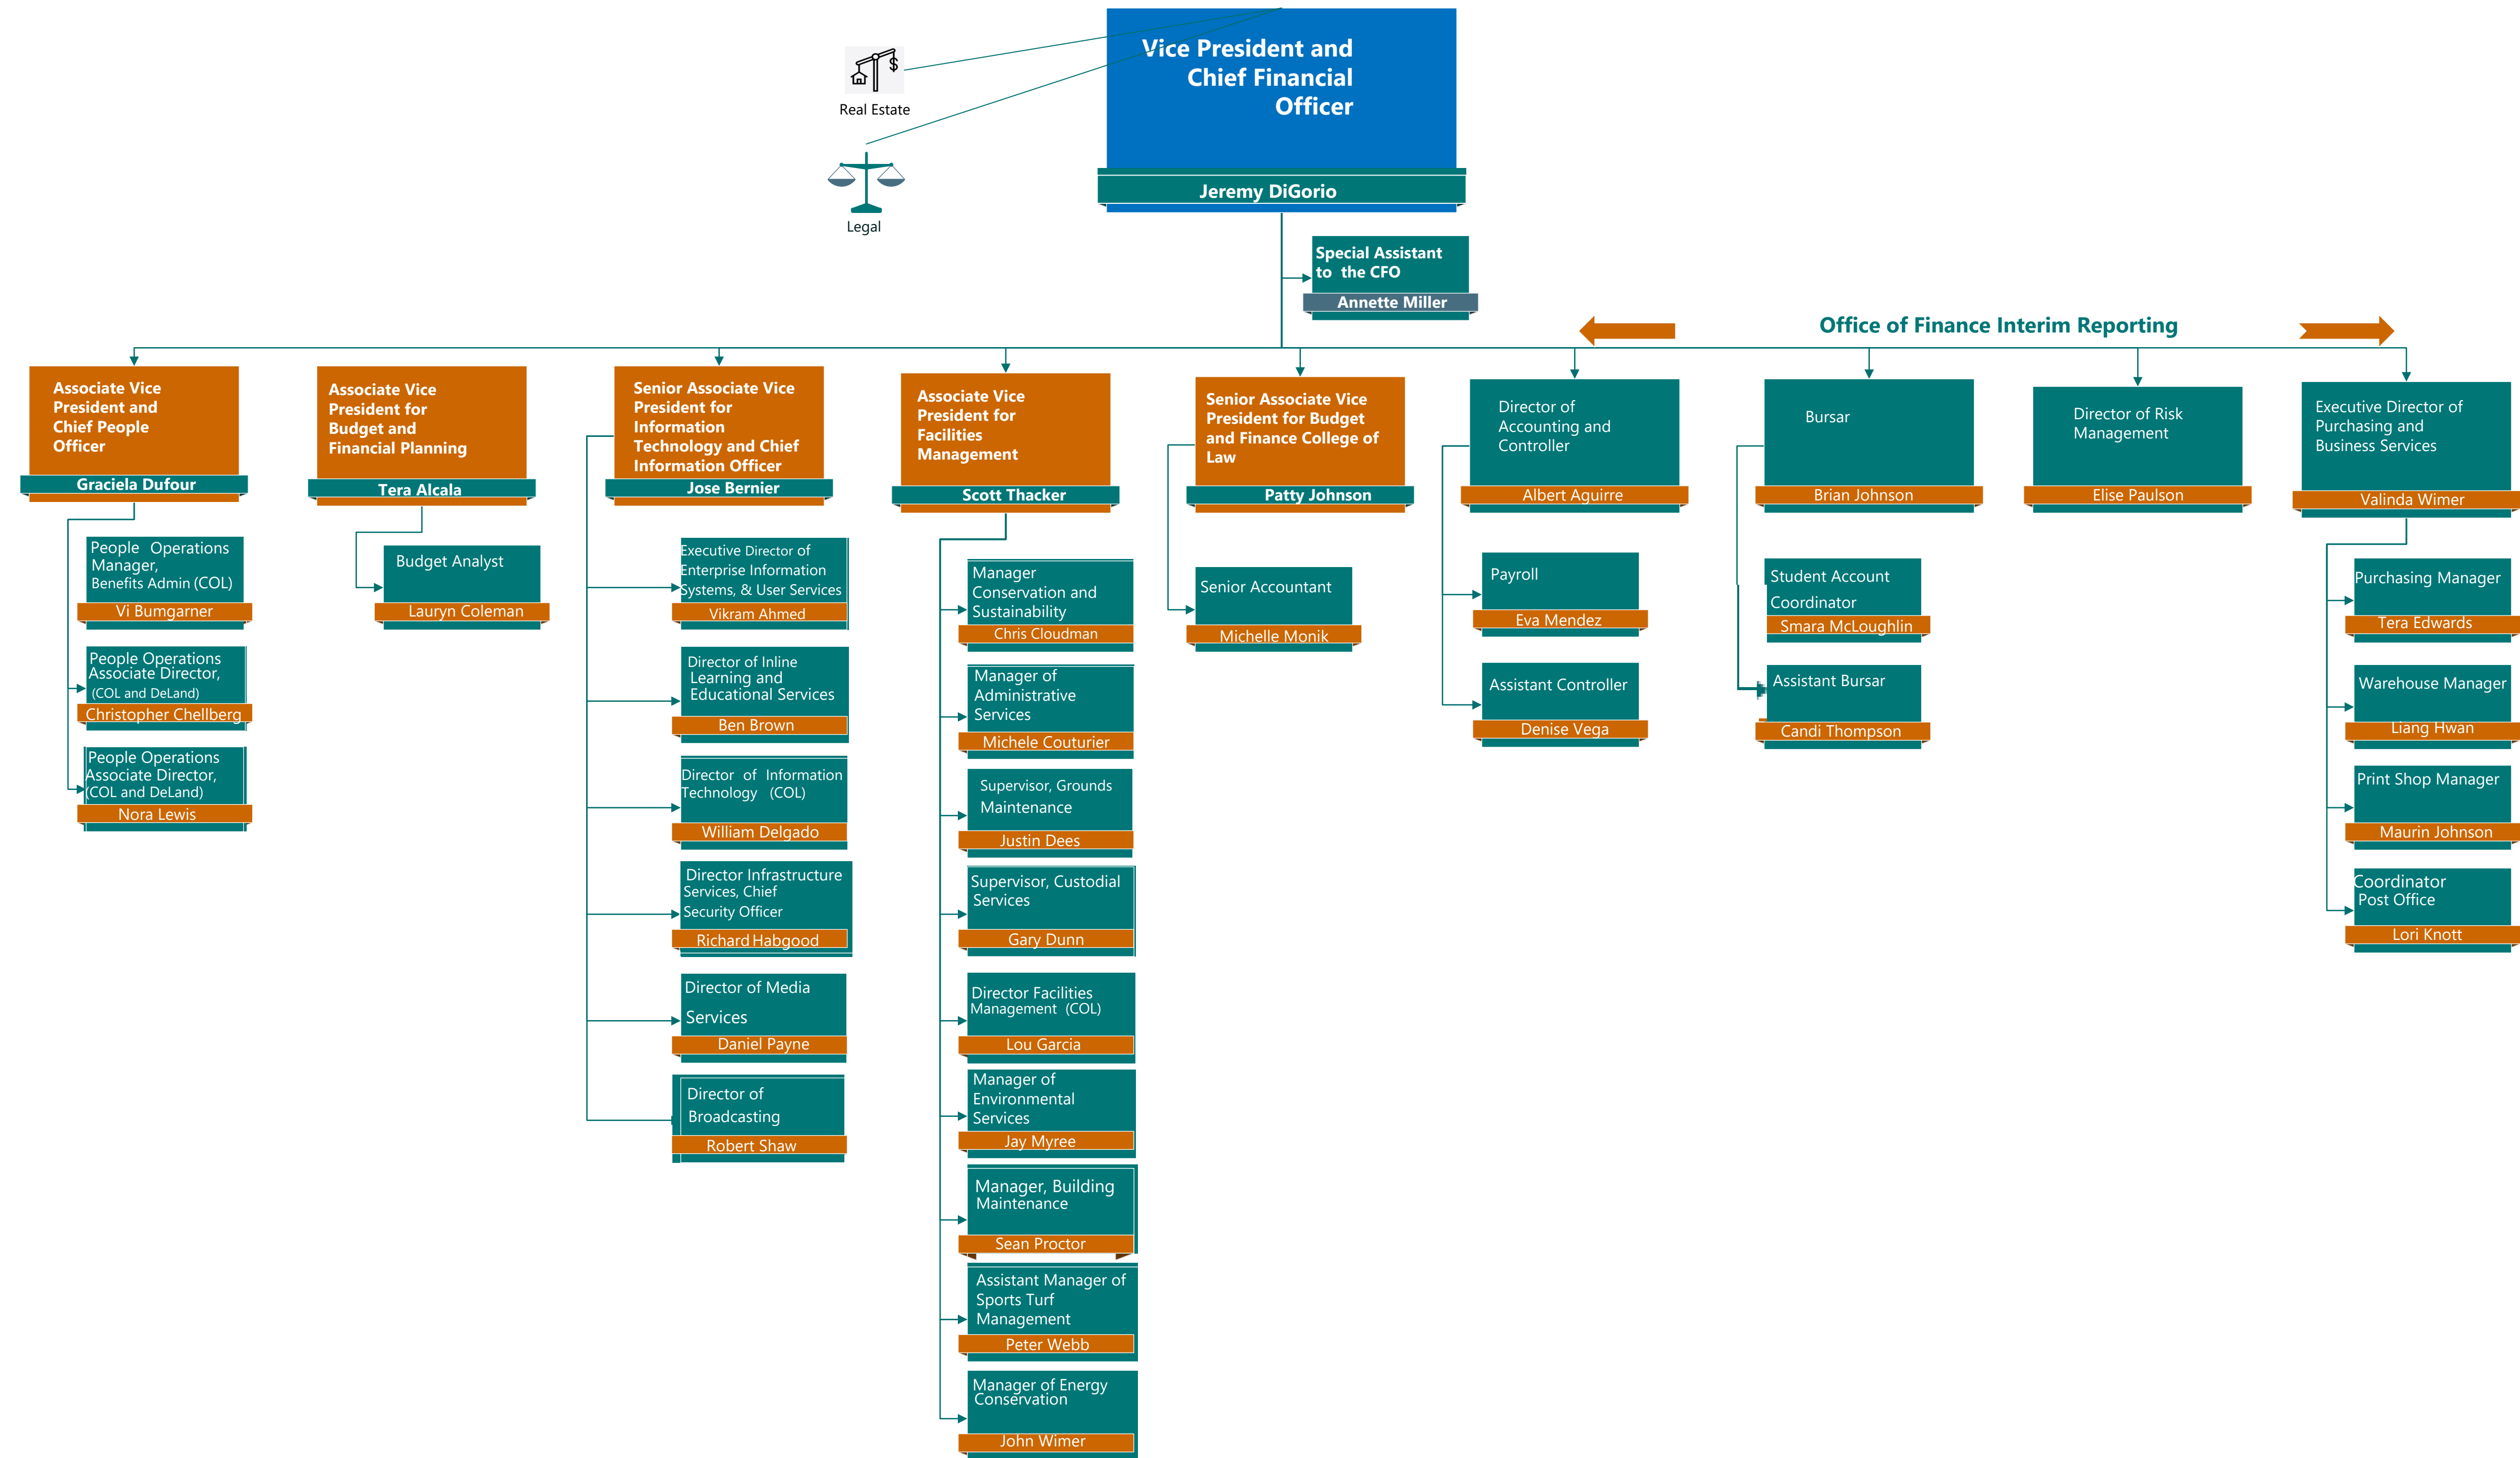 Vice President and
Chief Financial
Officer
Jeremy DiGorio
Real Estate
$
Legal
Special Assistant
to the CFO
Annette Miller
Office of Finance Interim Reporting
Associate Vice
President and
Chief People
Officer
Graciela Dufour
People Operations
Manager,
Benefits Admin (COL)
Vi Bumgarner
People Operations
Associate Director,
(COL and DeLand)
Christopher Chellberg
People Operations
Associate Director,
(COL and DeLand)
Nora Lewis
Associate Vice
President for
Budget and
Financial Planning
Tera Alcala
Budget Analyst
Lauryn Coleman
Senior Associate Vice
President for
Information
Technology and Chief
Information Officer
Jose Bernier
Executive Director of
Enterprise Information
Systems, & User Services
Vikram Ahmed
Director of Inline
Learning and
Educational Services
Ben Brown
Director of Information
Technology (COL)
William Delgado
Director Infrastructure
Services, Chief
Security Officer
Richard Habgood
Director of Media
Services
Daniel Payne
Director of
Broadcasting
Robert Shaw
Associate Vice
President for
Facilities
Management
Scott Thacker
Manager
Conservation and
Sustainability
Chris Cloudman
Manager of
Administrative
Services
Michele Couturier
Supervisor, Grounds
Maintenance
Justin Dees
Supervisor, Custodial
Services
Gary Dunn
Director Facilities
Management (COL)
Lou Garcia
Manager of
Environmental
Services
Jay Myree
Manager, Building
Maintenance
Sean Proctor
Assistant Manager of
Sports Turf
Management
Peter Webb
Manager of Energy
Conservation
John Wimer
Senior Associate Vice
President for Budget
and Finance College of
Law
Patty Johnson
Senior Accountant
Michelle Monik
Director of
Accounting and
Controller
Albert Aguirre
Payroll
Eva Mendez
Assistant Controller
Denise Vega
Bursar
Brian Johnson
Student Account
Coordinator
Smara McLoughlin
Assistant Bursar
Candi Thompson
Director of Risk
Management
Elise Paulson
Executive Director of
Purchasing and
Business Services
Valinda Wimer
Purchasing Manager
Tera Edwards
Warehouse Manager
Liang Hwan
Print Shop Manager
Maurin Johnson
Coordinator
Post Office
Lori Knott